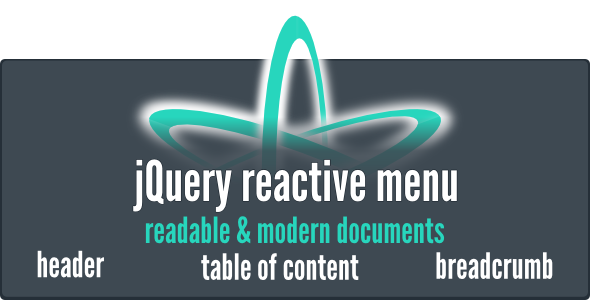 jQuery reactive menu
readable & modern documents
header table of content breadcrumb